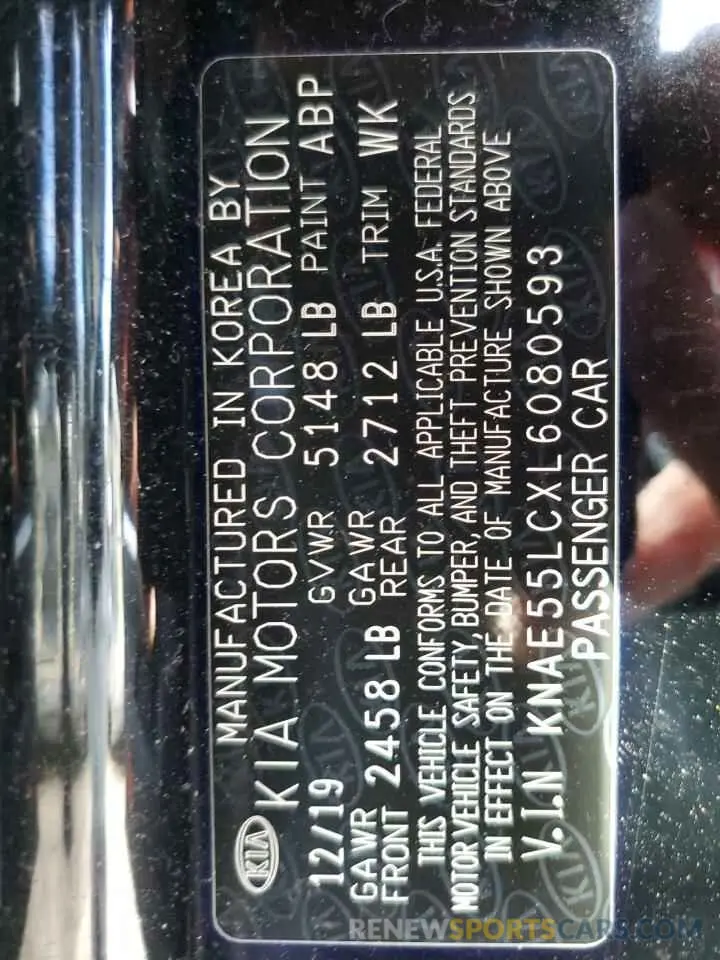 MANUFACTURED IN KOREA BY
KIA KIA MOTORS CORPORATION
12/19 GVWR 5148 LB PAINT ABP
GAWR FRONT 2458 LB GAWR REAR 2712 LB TRIM WK
THIS VEHICLE CONFORMS TO ALL APPLICABLE U.S.A. FEDERAL
MOTOR VEHICLE SAFETY, BUMPER, AND THEFT PREVENTION STANDARDS
IN EFFECT ON THE DATE OF MANUFACTURE SHOWN ABOVE
V.I.N KNAE55LCXL6080593
PASSENGER CAR
RENEWSPORTSCARS.COM